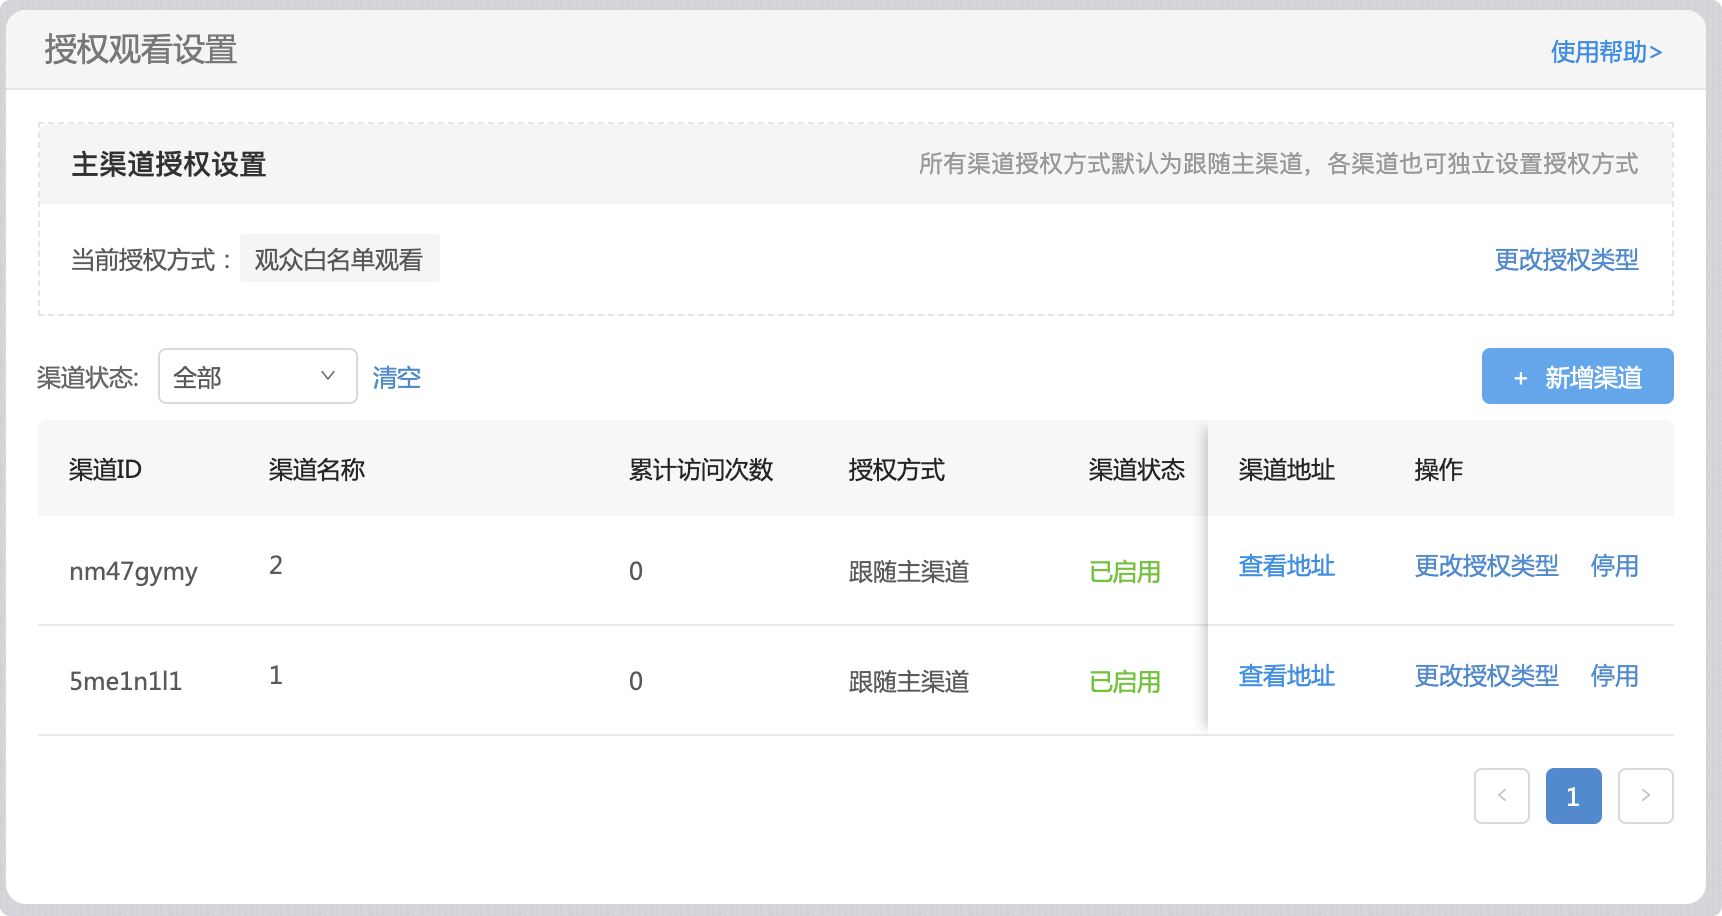 授权观看设置
使用帮助>
主渠道授权设置
所有渠道授权方式默认为跟随主渠道，各渠道也可独立设置授权方式
当前授权方式： 观众白名单观看
更改授权类型
渠道状态: 全部 清空
+ 新增渠道
渠道ID 渠道名称 累计访问次数 授权方式 渠道状态 渠道地址 操作
nm47gymy 2 0 跟随主渠道 已启用 查看地址 更改授权类型 停用
5me1n1l1 1 0 跟随主渠道 已启用 查看地址 更改授权类型 停用
< 1 >